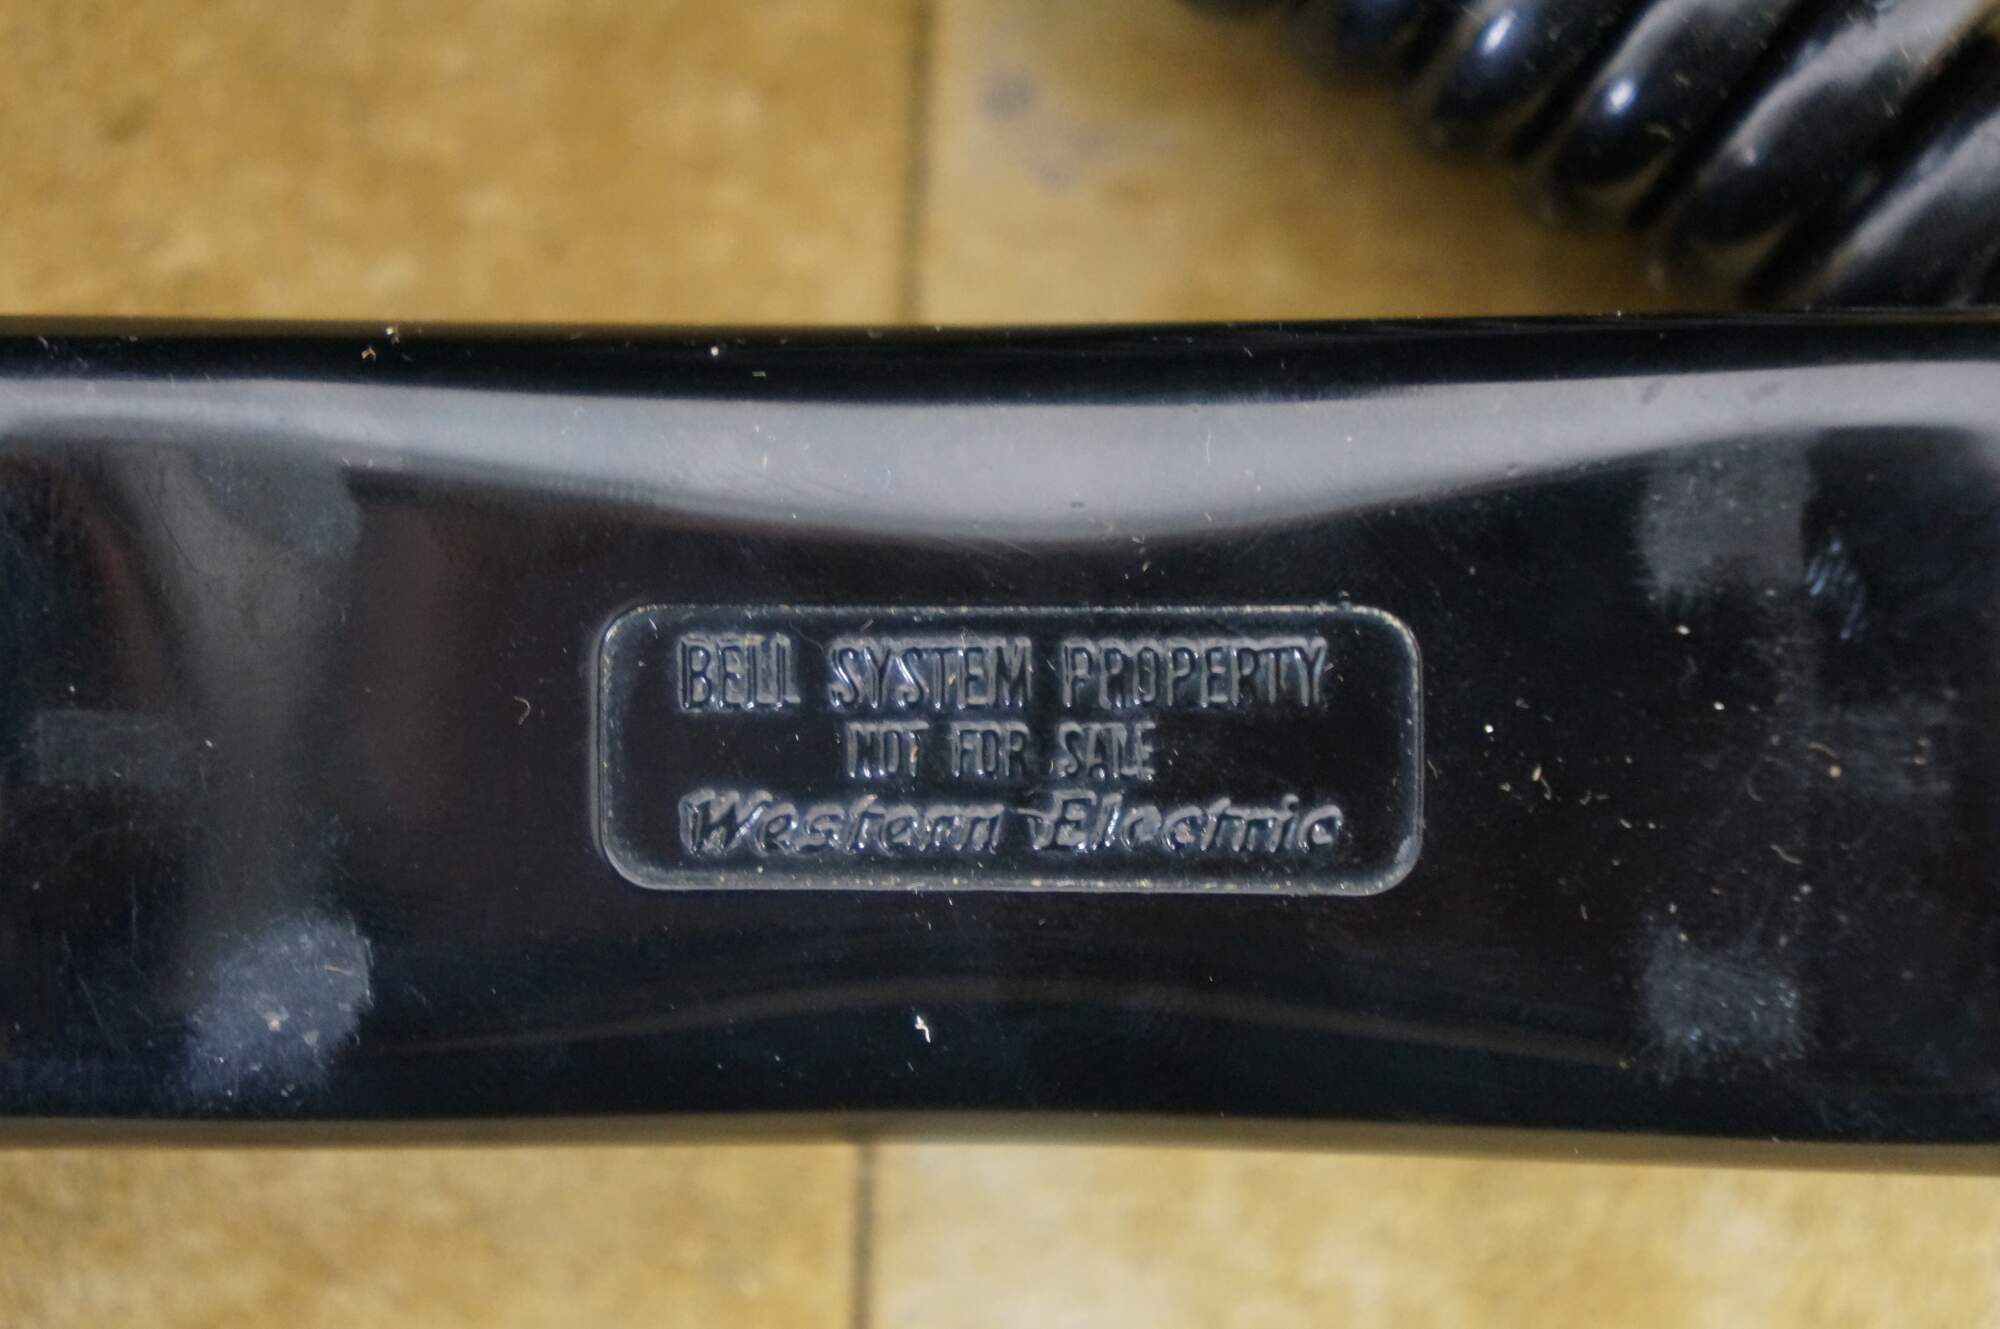 BELL SYSTEM PROPERTY
NOT FOR SALE
Western Electric